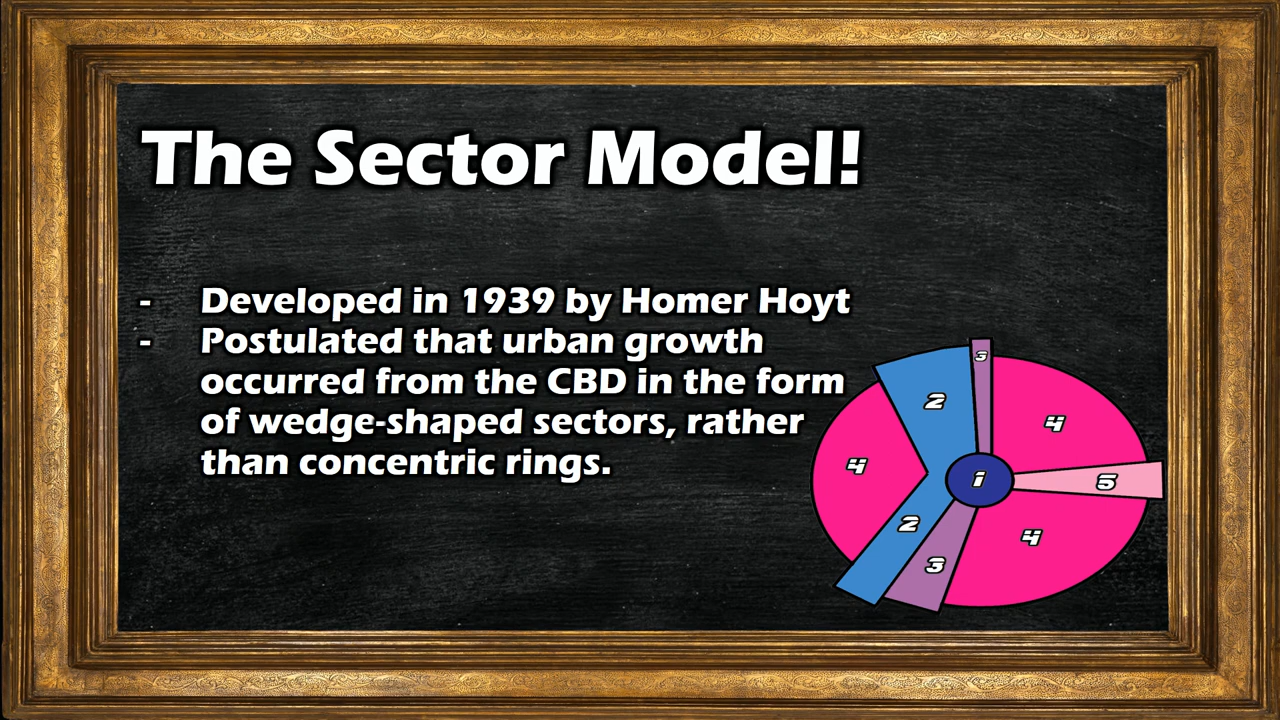 The Sector Model!
- Developed in 1939 by Homer Hoyt
- Postulated that urban growth
occurred from the CBD in the form
of wedge-shaped sectors, rather
than concentric rings.
3
2
4
4
1
5
2
4
3